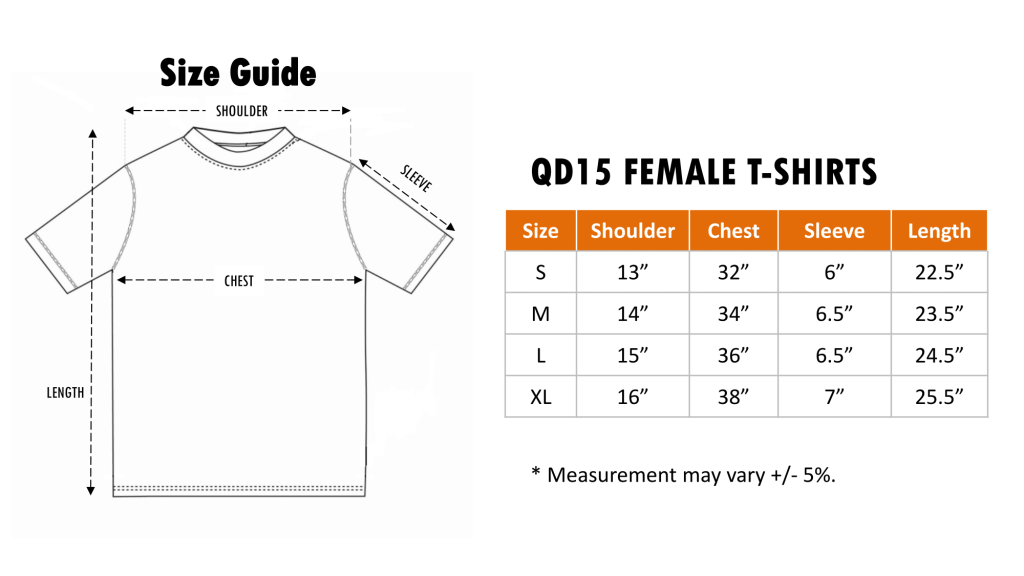 Size Guide
SHOULDER
SLEEVE
CHEST
LENGTH
QD15 FEMALE T-SHIRTS
Size Shoulder Chest Sleeve Length
S 13” 32” 6” 22.5”
M 14” 34” 6.5” 23.5”
L 15” 36” 6.5” 24.5”
XL 16” 38” 7” 25.5”
* Measurement may vary +/- 5%.